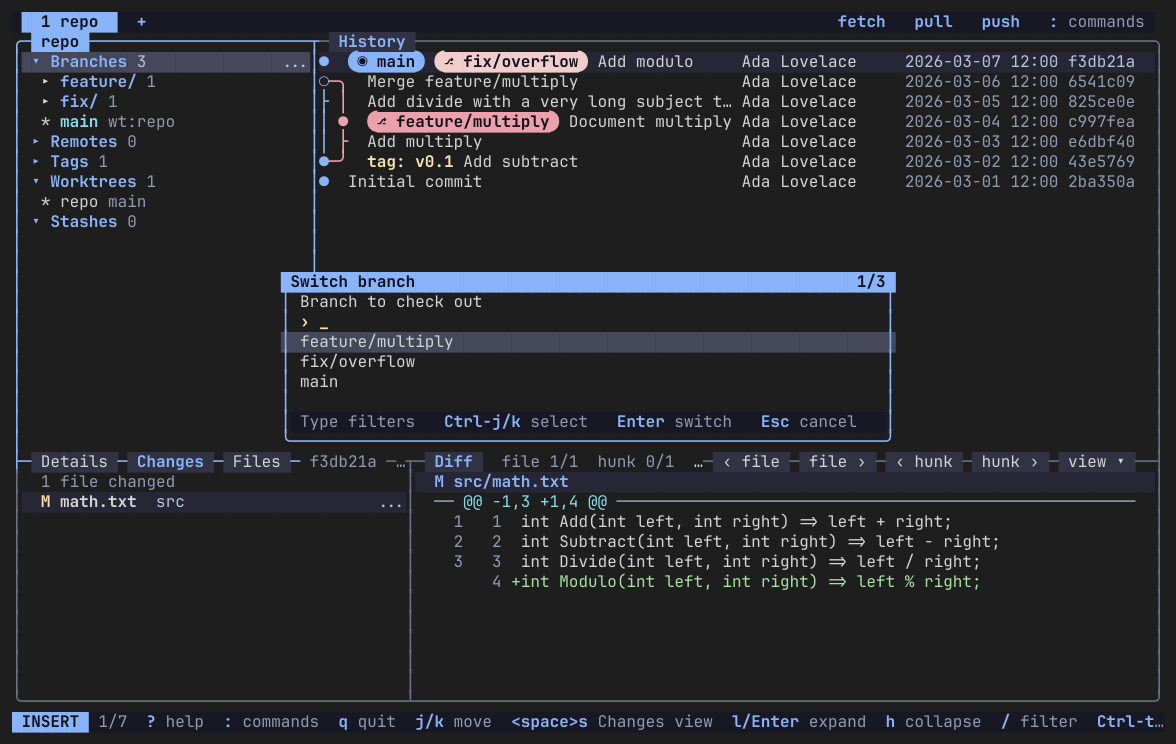 1 repo + fetch pull push : commands
repo History
▾ Branches 3 ... ◉ main ⎇ fix/overflow Add modulo Ada Lovelace 2026-03-07 12:00 f3db21a
▸ feature/ 1 Merge feature/multiply Ada Lovelace 2026-03-06 12:00 6541c09
▸ fix/ 1 Add divide with a very long subject t… Ada Lovelace 2026-03-05 12:00 825ce0e
* main wt:repo ⎇ feature/multiply Document multiply Ada Lovelace 2026-03-04 12:00 c997fea
▸ Remotes 0 Add multiply Ada Lovelace 2026-03-03 12:00 e6dbf40
▸ Tags 1 tag: v0.1 Add subtract Ada Lovelace 2026-03-02 12:00 43e5769
▾ Worktrees 1 Initial commit Ada Lovelace 2026-03-01 12:00 2ba350a
* repo main
▾ Stashes 0
Switch branch 1/3
Branch to check out
› _
feature/multiply
fix/overflow
main
Type filters Ctrl-j/k select Enter switch Esc cancel
Details Changes Files f3db21a —… Diff file 1/1 hunk 0/1 …— ‹ file file › ‹ hunk hunk › view ▾
1 file changed M src/math.txt
M math.txt src ... @@ -1,3 +1,4 @@
1 1 int Add(int left, int right) => left + right;
2 2 int Subtract(int left, int right) => left - right;
3 3 int Divide(int left, int right) => left / right;
4 +int Modulo(int left, int right) => left % right;
INSERT 1/7 ? help : commands q quit j/k move <space>s Changes view l/Enter expand h collapse / filter Ctrl-t…